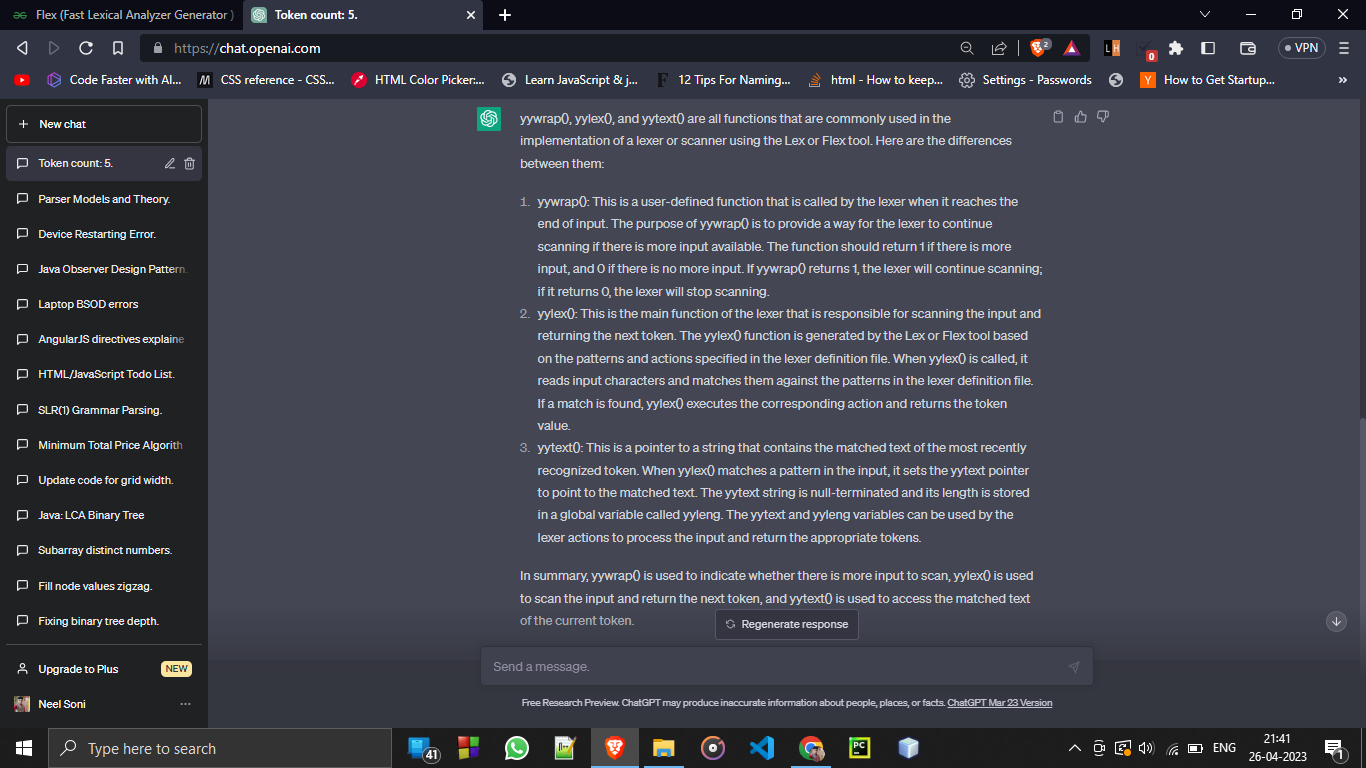 Flex (Fast Lexical Analyzer Generator )
Token count: 5.
https://chat.openai.com
2
LH
0
VPN
Code Faster with AI...
CSS reference - CSS...
HTML Color Picker:...
Learn JavaScript & j...
12 Tips For Naming...
html - How to keep...
Settings - Passwords
How to Get Startup...
New chat
Token count: 5.
Parser Models and Theory.
Device Restarting Error.
Java Observer Design Pattern.
Laptop BSOD errors
AngularJS directives explaine
HTML/JavaScript Todo List.
SLR(1) Grammar Parsing.
Minimum Total Price Algorith
Update code for grid width.
Java: LCA Binary Tree
Subarray distinct numbers.
Fill node values zigzag.
Fixing binary tree depth.
Upgrade to Plus NEW
Neel Soni
yywrap(), yylex(), and yytext() are all functions that are commonly used in the
implementation of a lexer or scanner using the Lex or Flex tool. Here are the differences
between them:
1. yywrap(): This is a user-defined function that is called by the lexer when it reaches the
end of input. The purpose of yywrap() is to provide a way for the lexer to continue
scanning if there is more input available. The function should return 1 if there is more
input, and 0 if there is no more input. If yywrap() returns 1, the lexer will continue scanning;
if it returns 0, the lexer will stop scanning.
2. yylex(): This is the main function of the lexer that is responsible for scanning the input and
returning the next token. The yylex() function is generated by the Lex or Flex tool based
on the patterns and actions specified in the lexer definition file. When yylex() is called, it
reads input characters and matches them against the patterns in the lexer definition file.
If a match is found, yylex() executes the corresponding action and returns the token
value.
3. yytext(): This is a pointer to a string that contains the matched text of the most recently
recognized token. When yylex() matches a pattern in the input, it sets the yytext pointer
to point to the matched text. The yytext string is null-terminated and its length is stored
in a global variable called yyleng. The yytext and yyleng variables can be used by the
lexer actions to process the input and return the appropriate tokens.
In summary, yywrap() is used to indicate whether there is more input to scan, yylex() is used
to scan the input and return the next token, and yytext() is used to access the matched text
of the current token.
Regenerate response
Send a message.
Free Research Preview. ChatGPT may produce inaccurate information about people, places, or facts. ChatGPT Mar 23 Version
Type here to search
41
PC
ENG
21:41
26-04-2023
1